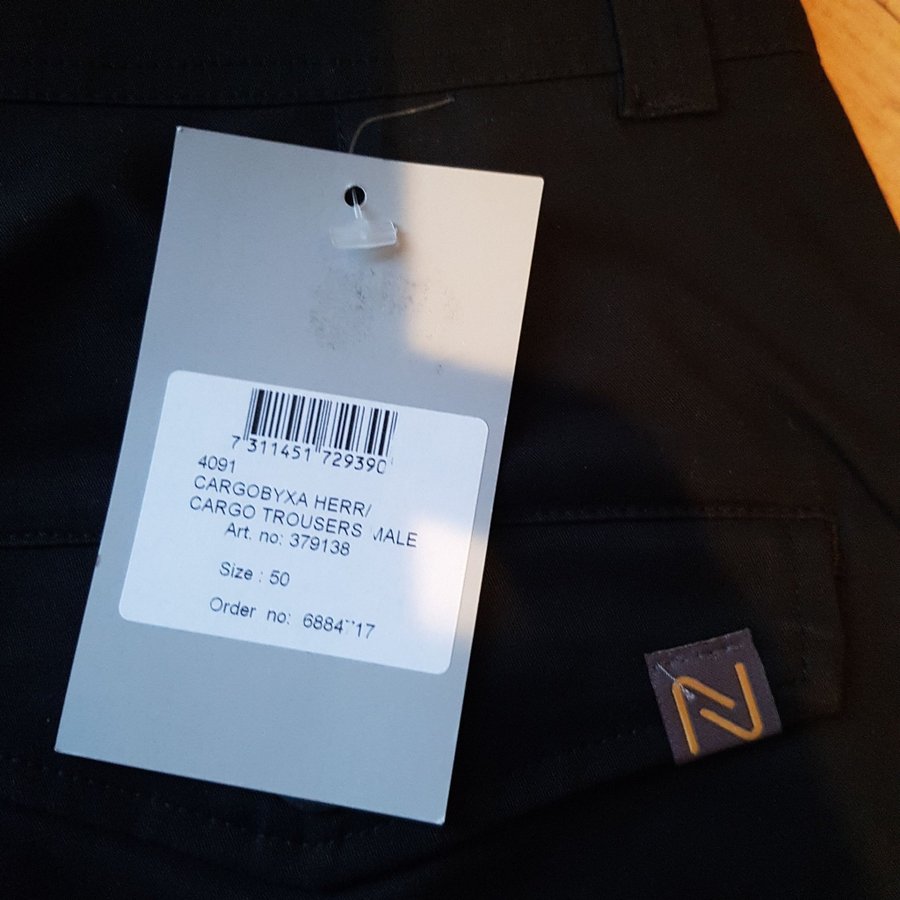 7 311451 729390
4091
CARGOBYXA HERR/
CARGO TROUSERS MALE
Art. no: 379138
Size : 50
Order no:
N